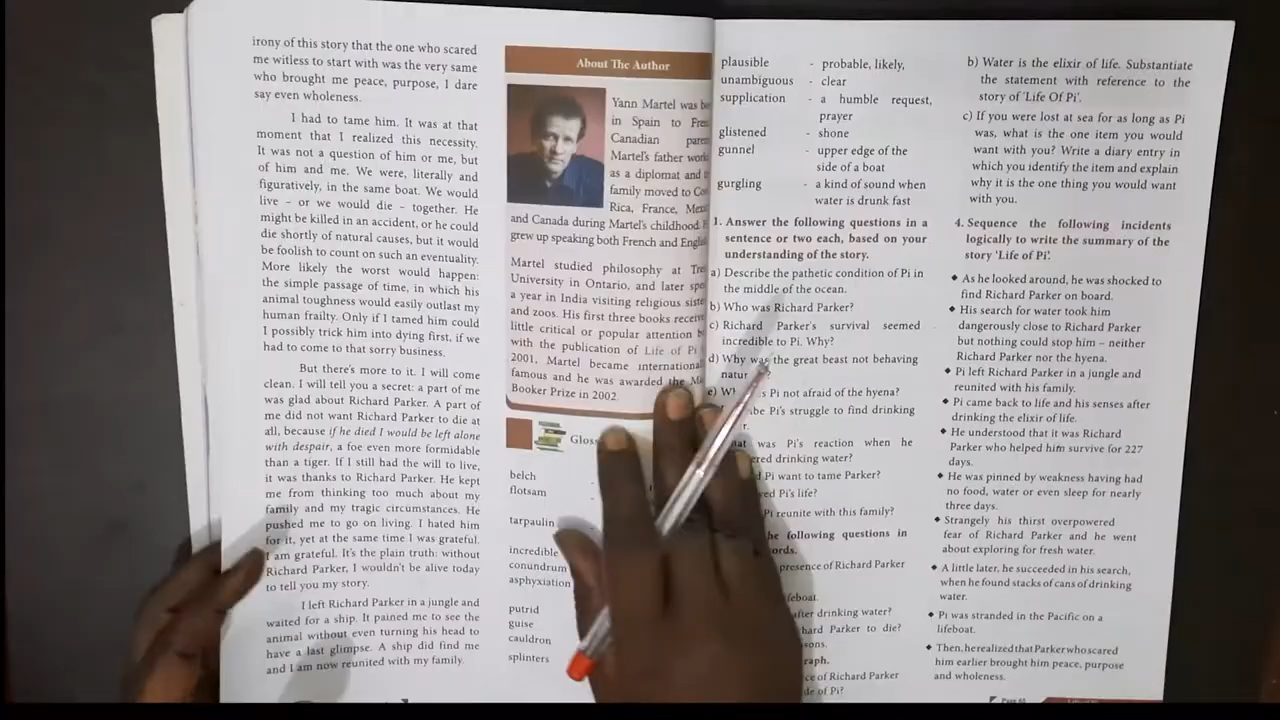 irony of this story that the one who scared
me witless to start with was the very same
who brought me peace, purpose, I dare
say even wholeness.
I had to tame him. It was at that
moment that I realized this necessity.
It was not a question of him or me, but
of him and me. We were, literally and
figuratively, in the same boat. We would
live – or we would die – together. He
might be killed in an accident, or he could
die shortly of natural causes, but it would
be foolish to count on such an eventuality.
More likely the worst would happen:
the simple passage of time, in which his
animal toughness would easily outlast my
human frailty. Only if I tamed him could
I possibly trick him into dying first, if we
had to come to that sorry business.
But there's more to it. I will come
clean. I will tell you a secret: a part of me
was glad about Richard Parker. A part of
me did not want Richard Parker to die at
all, because if he died I would be left alone
with despair, a foe even more formidable
than a tiger. If I still had the will to live,
it was thanks to Richard Parker. He kept
me from thinking too much about my
family and my tragic circumstances. He
pushed me to go on living. I hated him
for it, yet at the same time I was grateful.
I am grateful. It's the plain truth: without
Richard Parker, I wouldn't be alive today
to tell you my story.
I left Richard Parker in a jungle and
waited for a ship. It pained me to see the
animal without even turning his head to
have a last glimpse. A ship did find me
and I am now reunited with my family.
About The Author
Yann Martel was
in Spain to
Canadian
Martel's father
as a diplomat and
family moved to
Rica, France,
and Canada during Martel's childhood.
grew up speaking both French and
Martel studied philosophy at
University in Ontario, and later
a year in India visiting religious
and zoos. His first three books
little critical or popular attention
with the publication of Life of Pi
2001, Martel became
famous and he was awarded the
Booker Prize in 2002.
belch
flotsam
tarpaulin
incredible
conundrum
asphyxiation
putrid
guise
cauldron
splinters
plausible - probable, likely,
unambiguous - clear
supplication - a humble request,
prayer
glistened - shone
gunnel - upper edge of the
side of a boat
gurgling - a kind of sound when
water is drunk fast
1. Answer the following questions in a
sentence or two each, based on your
understanding of the story.
a) Describe the pathetic condition of Pi in
the middle of the ocean.
b) Who was Richard Parker?
c) Richard Parker's survival seemed
incredible to Pi. Why?
d) Why was the great beast not behaving
e) Pi not afraid of the hyena?
Pi's struggle to find drinking
was Pi's reaction when he
drinking water?
Pi want to tame Parker?
Pi's life?
Pi reunite with this family?
following questions in
presence of Richard Parker
lifeboat.
after drinking water?
Parker to die?
of Richard Parker
of Pi?
b) Water is the elixir of life. Substantiate
the statement with reference to the
story of 'Life Of Pi'.
c) If you were lost at sea for as long as Pi
was, what is the one item you would
want with you? Write a diary entry in
which you identify the item and explain
why it is the one thing you would want
with you.
4. Sequence the following incidents
logically to write the summary of the
story 'Life of Pi'.
◆ As he looked around, he was shocked to
find Richard Parker on board.
◆ His search for water took him
dangerously close to Richard Parker
but nothing could stop him – neither
Richard Parker nor the hyena.
◆ Pi left Richard Parker in a jungle and
reunited with his family.
◆ Pi came back to life and his senses after
drinking the elixir of life.
◆ He understood that it was Richard
Parker who helped him survive for 227
days.
◆ He was pinned by weakness having had
no food, water or even sleep for nearly
three days.
◆ Strangely his thirst overpowered
fear of Richard Parker and he went
about exploring for fresh water.
◆ A little later, he succeeded in his search,
when he found stacks of cans of drinking
water.
◆ Pi was stranded in the Pacific on a
lifeboat.
◆ Then, he realized that Parker who scared
him earlier brought him peace, purpose
and wholeness.